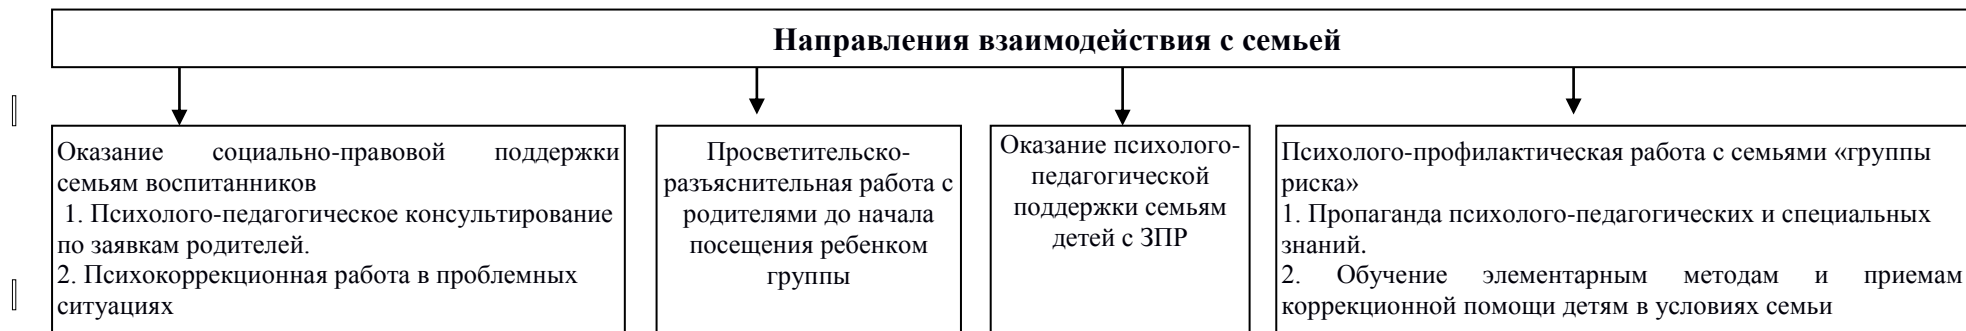 Направления взаимодействия с семьей
Оказание социально-правовой поддержки
семьям воспитанников
1. Психолого-педагогическое консультирование
по заявкам родителей.
2. Психокоррекционная работа в проблемных
ситуациях
Просветительско-
разъяснительная работа с
родителями до начала
посещения ребенком
группы
Оказание психолого-
педагогической
поддержки семьям
детей с ЗПР
Психолого-профилактическая работа с семьями «группы
риска»
1. Пропаганда психолого-педагогических и специальных
знаний.
2. Обучение элементарным методам и приемам
коррекционной помощи детям в условиях семьи